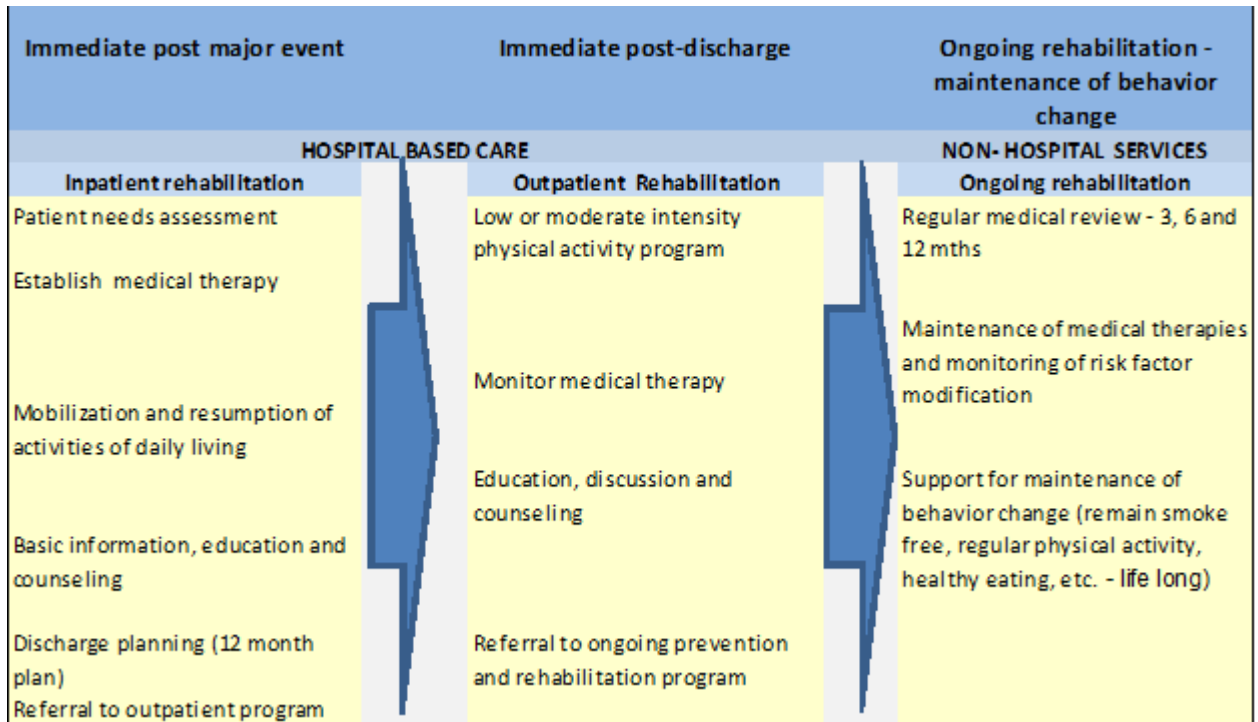 Immediate post major event
Immediate post-discharge
Ongoing rehabilitation -
maintenance of behavior
change
HOSPITAL BASED CARE
NON- HOSPITAL SERVICES
Inpatient rehabilitation
Outpatient Rehabilitation
Ongoing rehabilitation
Patient needs assessment
Establish medical therapy
Mobilization and resumption of
activities of daily living
Basic information, education and
counseling
Discharge planning (12 month
plan)
Referral to outpatient program
Low or moderate intensity
physical activity program
Monitor medical therapy
Education, discussion and
counseling
Referral to ongoing prevention
and rehabilitation program
Regular medical review - 3, 6 and
12 mths
Maintenance of medical therapies
and monitoring of risk factor
modification
Support for maintenance of
behavior change (remain smoke
free, regular physical activity,
healthy eating, etc. - life long)